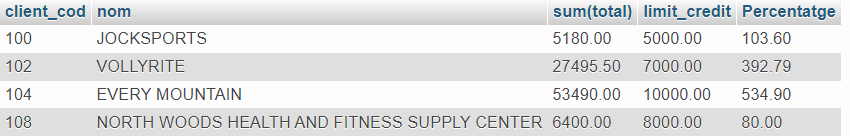 client_cod nom sum(total) limit_credit Percentatge
100 JOCKSPORTS 5180.00 5000.00 103.60
102 VOLLYRITE 27495.50 7000.00 392.79
104 EVERY MOUNTAIN 53490.00 10000.00 534.90
108 NORTH WOODS HEALTH AND FITNESS SUPPLY CENTER 6400.00 8000.00 80.00